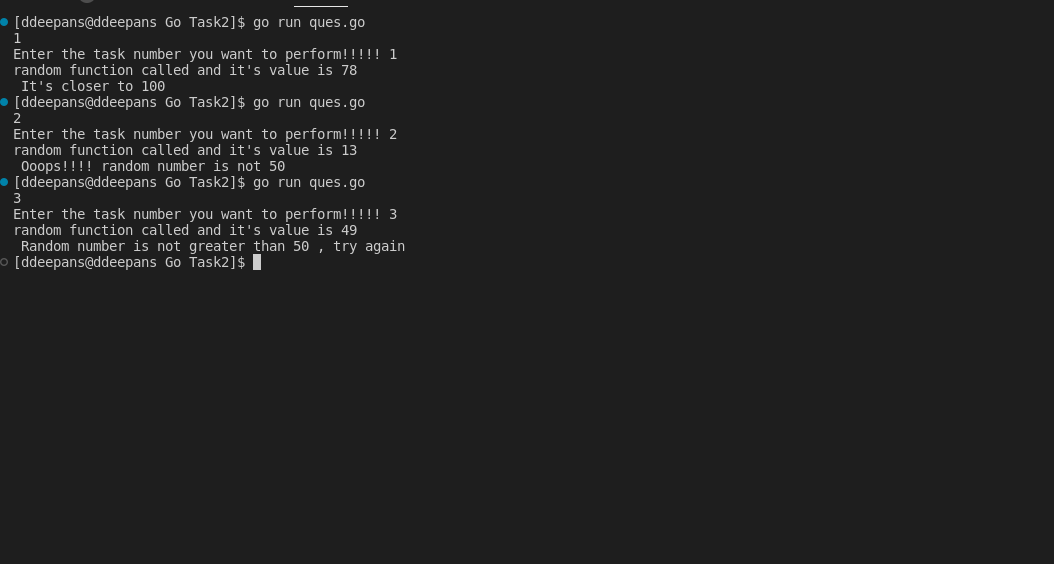 [ddeepans@ddeepans Go Task2]$ go run ques.go
1
Enter the task number you want to perform!!!!! 1
random function called and it's value is 78
It's closer to 100
[ddeepans@ddeepans Go Task2]$ go run ques.go
2
Enter the task number you want to perform!!!!! 2
random function called and it's value is 13
Ooops!!!! random number is not 50
[ddeepans@ddeepans Go Task2]$ go run ques.go
3
Enter the task number you want to perform!!!!! 3
random function called and it's value is 49
Random number is not greater than 50 , try again
[ddeepans@ddeepans Go Task2]$